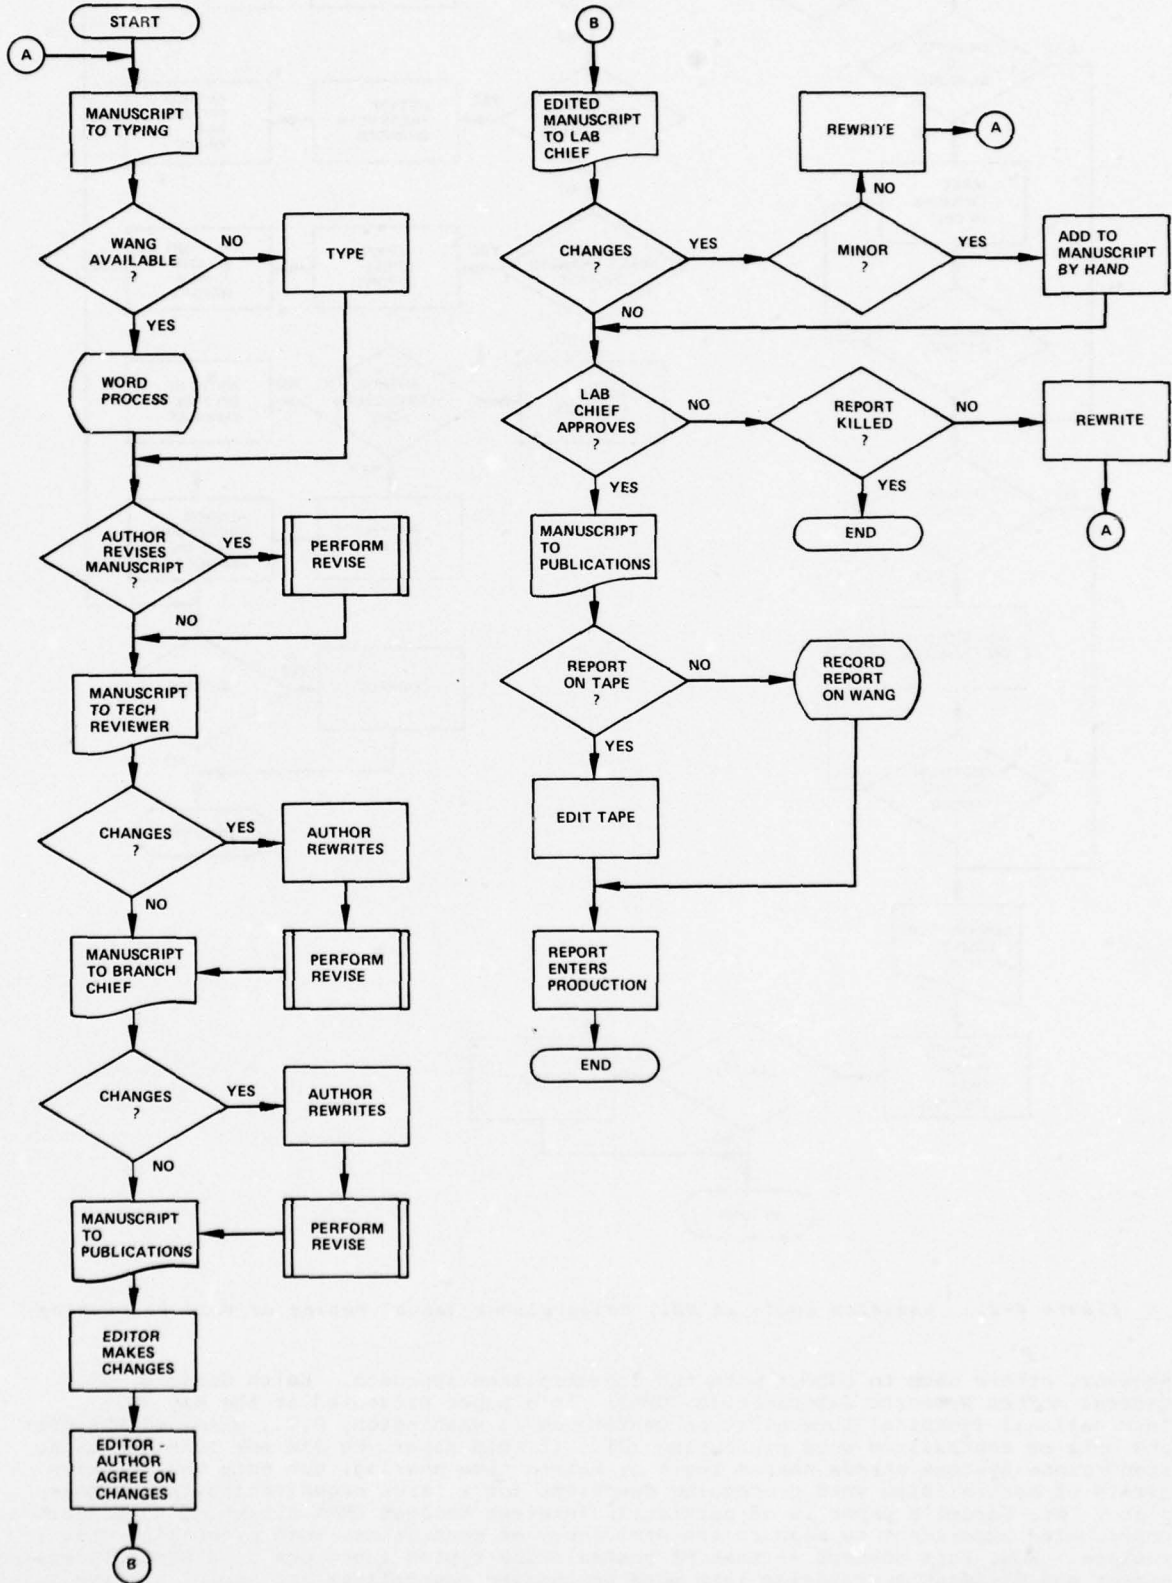 START
A
MANUSCRIPT
TO TYPING
WANG
AVAILABLE
?
NO
TYPE
YES
WORD
PROCESS
AUTHOR
REVISES
MANUSCRIPT
?
YES
PERFORM
REVISE
NO
MANUSCRIPT
TO TECH
REVIEWER
CHANGES
?
YES
AUTHOR
REWRITES
NO
PERFORM
REVISE
MANUSCRIPT
TO BRANCH
CHIEF
CHANGES
?
YES
AUTHOR
REWRITES
NO
PERFORM
REVISE
MANUSCRIPT
TO
PUBLICATIONS
EDITOR
MAKES
CHANGES
EDITOR -
AUTHOR
AGREE ON
CHANGES
B
B
EDITED
MANUSCRIPT
TO LAB
CHIEF
CHANGES
?
YES
MINOR
?
NO
REWRITE
A
YES
ADD TO
MANUSCRIPT
BY HAND
NO
LAB
CHIEF
APPROVES
?
NO
REPORT
KILLED
?
NO
REWRITE
A
YES
END
YES
MANUSCRIPT
TO
PUBLICATIONS
REPORT
ON TAPE
?
NO
RECORD
REPORT
ON WANG
YES
EDIT TAPE
REPORT
ENTERS
PRODUCTION
END